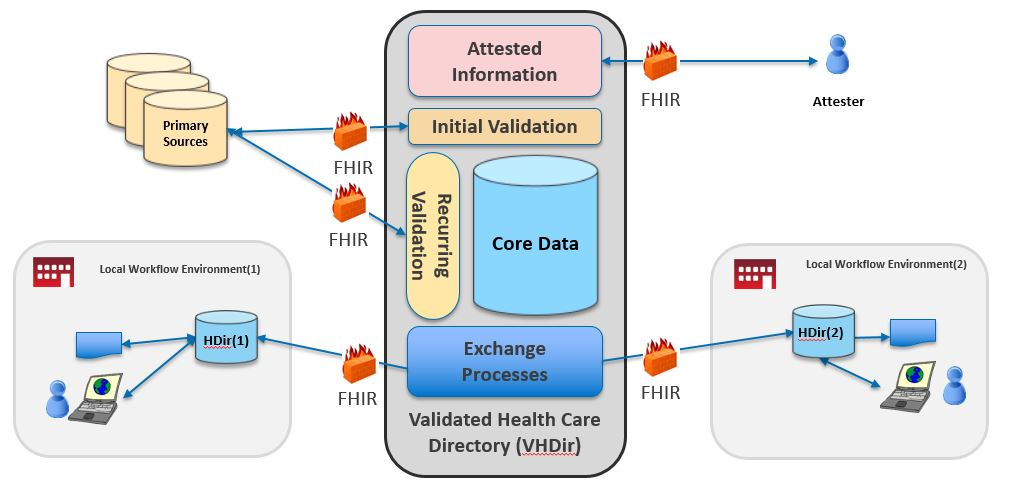 Attested
Information
FHIR
Attester
Primary
Sources
Initial Validation
FHIR
Recurring
Validation
FHIR
Core Data
Local Workflow Environment(1)
HDir(1)
Local Workflow Environment(2)
HDir(2)
Exchange
Processes
FHIR
FHIR
Validated Health Care
Directory (VHDir)